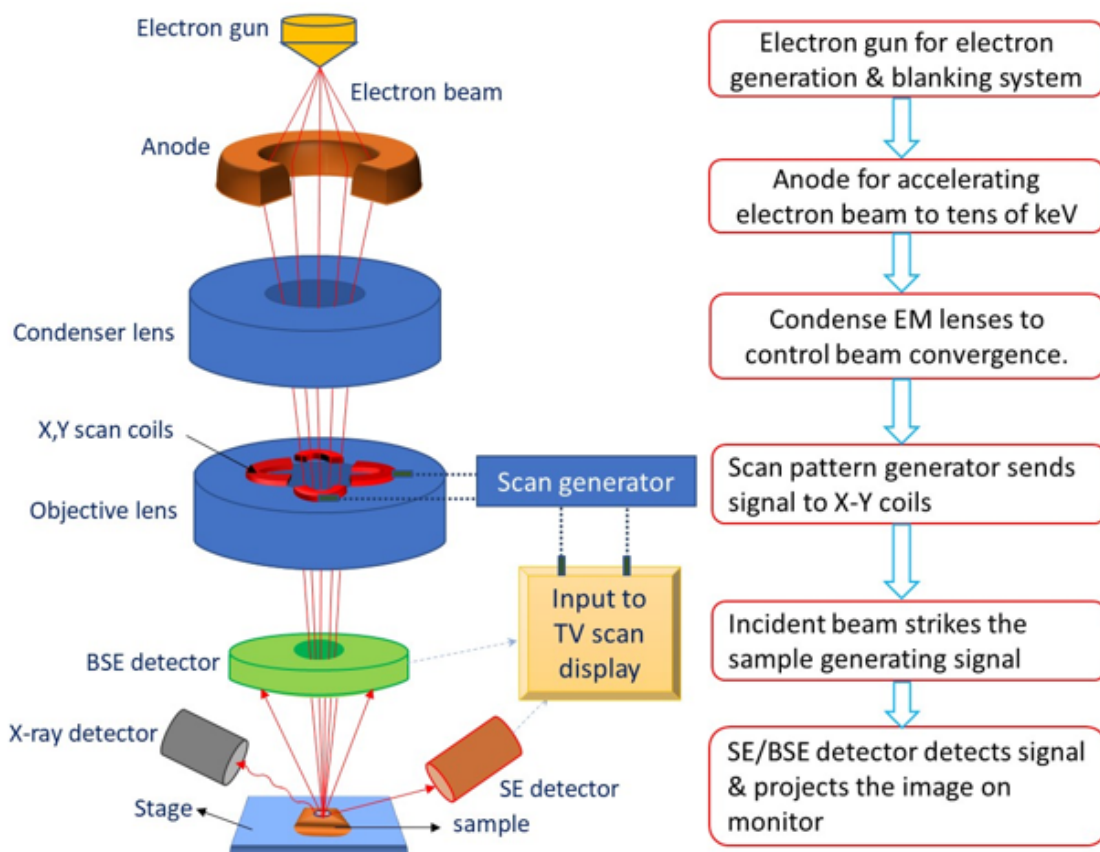 Electron gun
Electron beam
Anode
Condenser lens
X,Y scan coils
Objective lens
Scan generator
Input to
TV scan
display
BSE detector
X-ray detector
SE detector
Stage
sample
Electron gun for electron
generation & blanking system
Anode for accelerating
electron beam to tens of keV
Condense EM lenses to
control beam convergence.
Scan pattern generator sends
signal to X-Y coils
Incident beam strikes the
sample generating signal
SE/BSE detector detects signal
& projects the image on
monitor